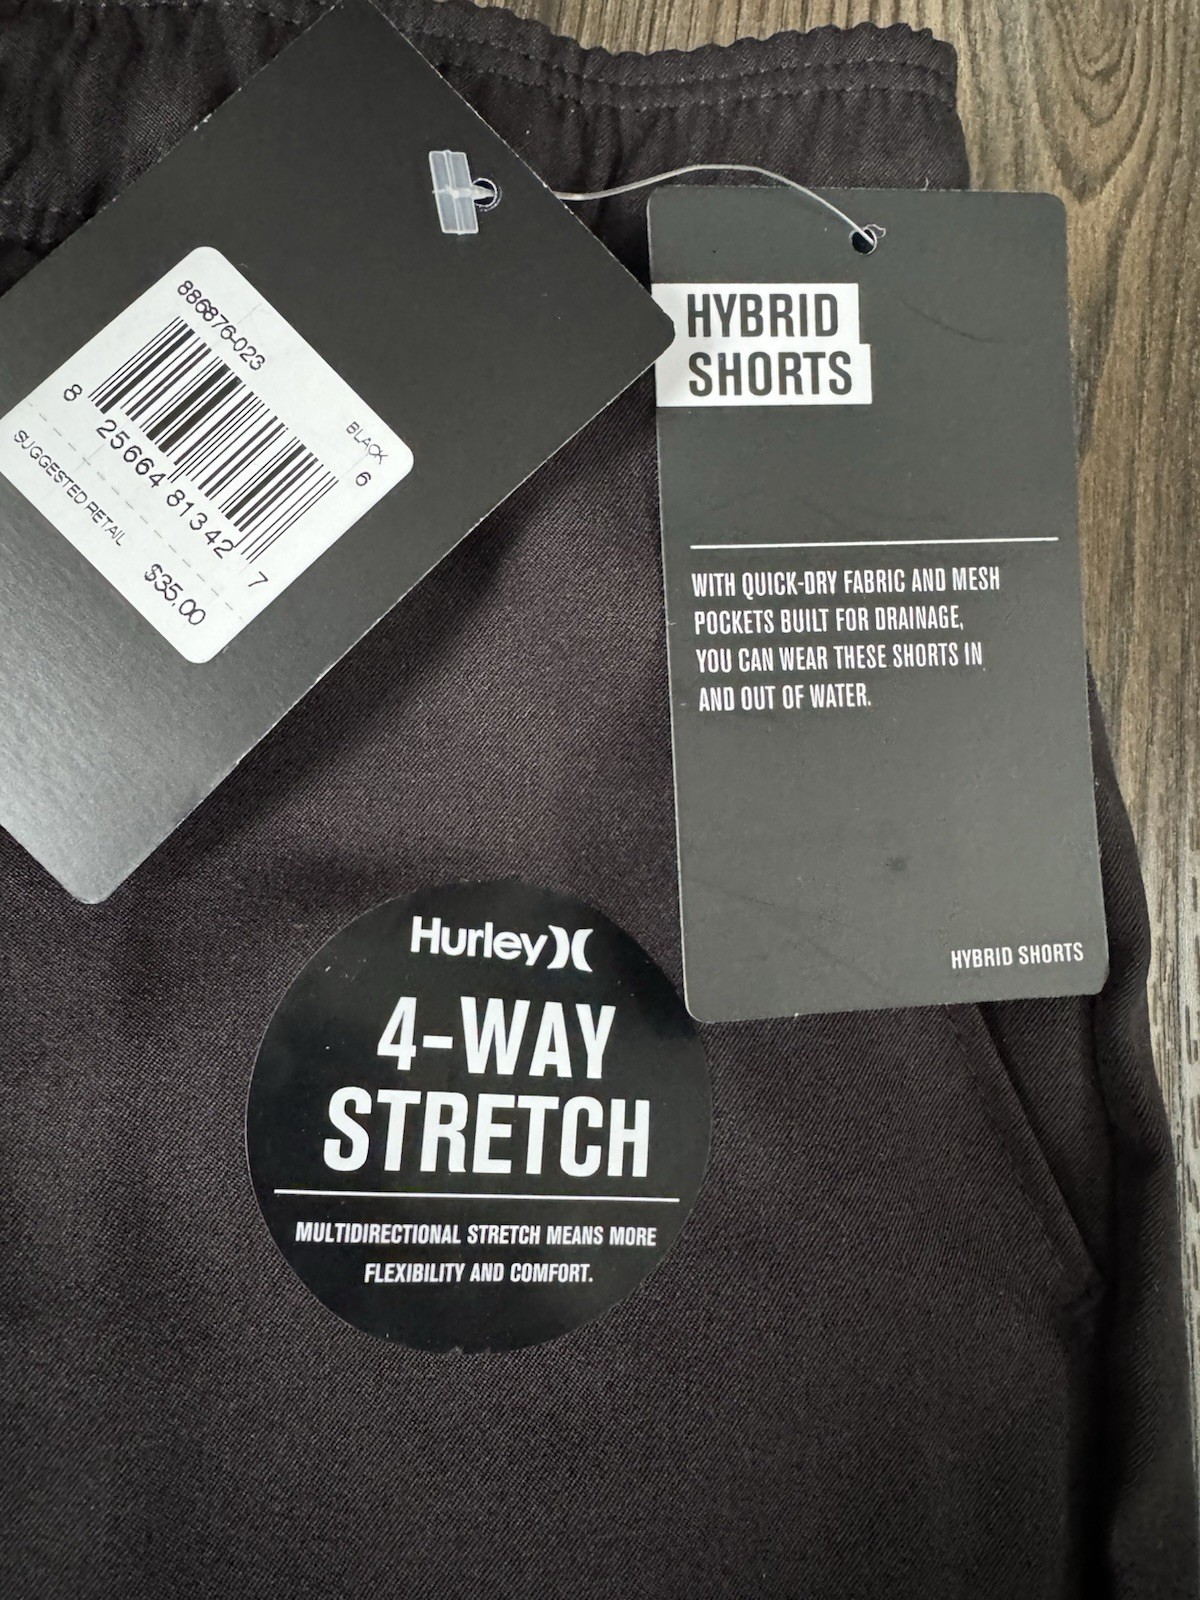 886876-023
BLACK
6
8 25664 81342 7
SUGGESTED RETAIL
$35.00
HYBRID
SHORTS
WITH QUICK-DRY FABRIC AND MESH
POCKETS BUILT FOR DRAINAGE,
YOU CAN WEAR THESE SHORTS IN
AND OUT OF WATER.
HYBRID SHORTS
Hurley
4-WAY
STRETCH
MULTIDIRECTIONAL STRETCH MEANS MORE
FLEXIBILITY AND COMFORT.